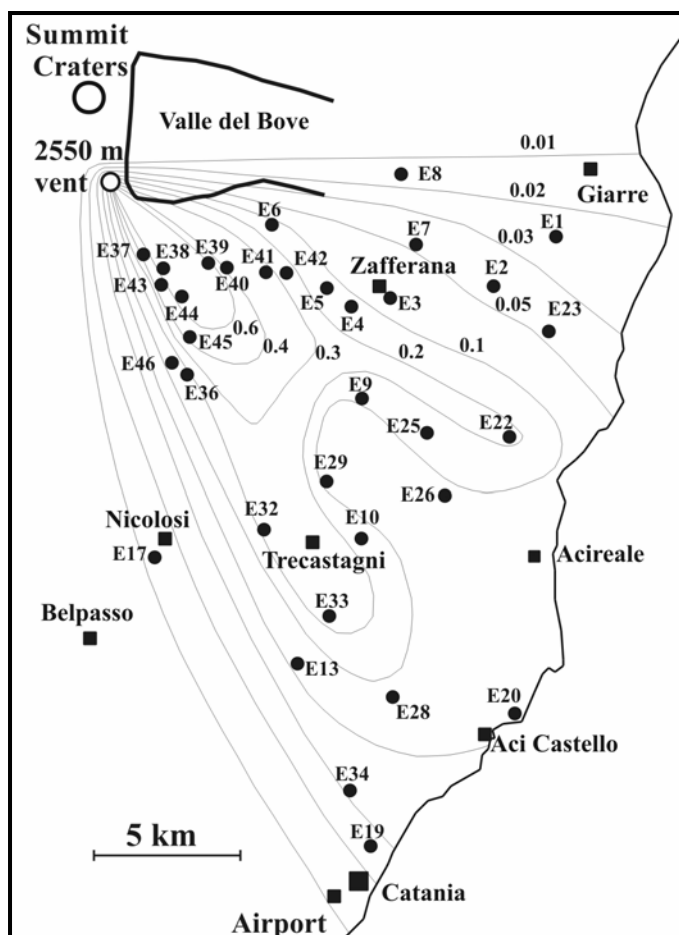 Summit
Craters
Valle del Bove
2550 m
vent
0.01
E8
Giarre
0.02
E6
E7
0.03
E1
E37
E38
E39
E41
E42
Zafferana
E2
E43
E40
E5
E3
0.05
E23
E44
E4
0.6
E45
0.4
0.3
0.2
0.1
E46
E36
E9
E25
E22
E29
E26
E32
E10
Nicolosi
Trecastagni
E17
Acireale
Belpasso
E33
E13
E28
E20
Aci Castello
E34
5 km
E19
Catania
Airport